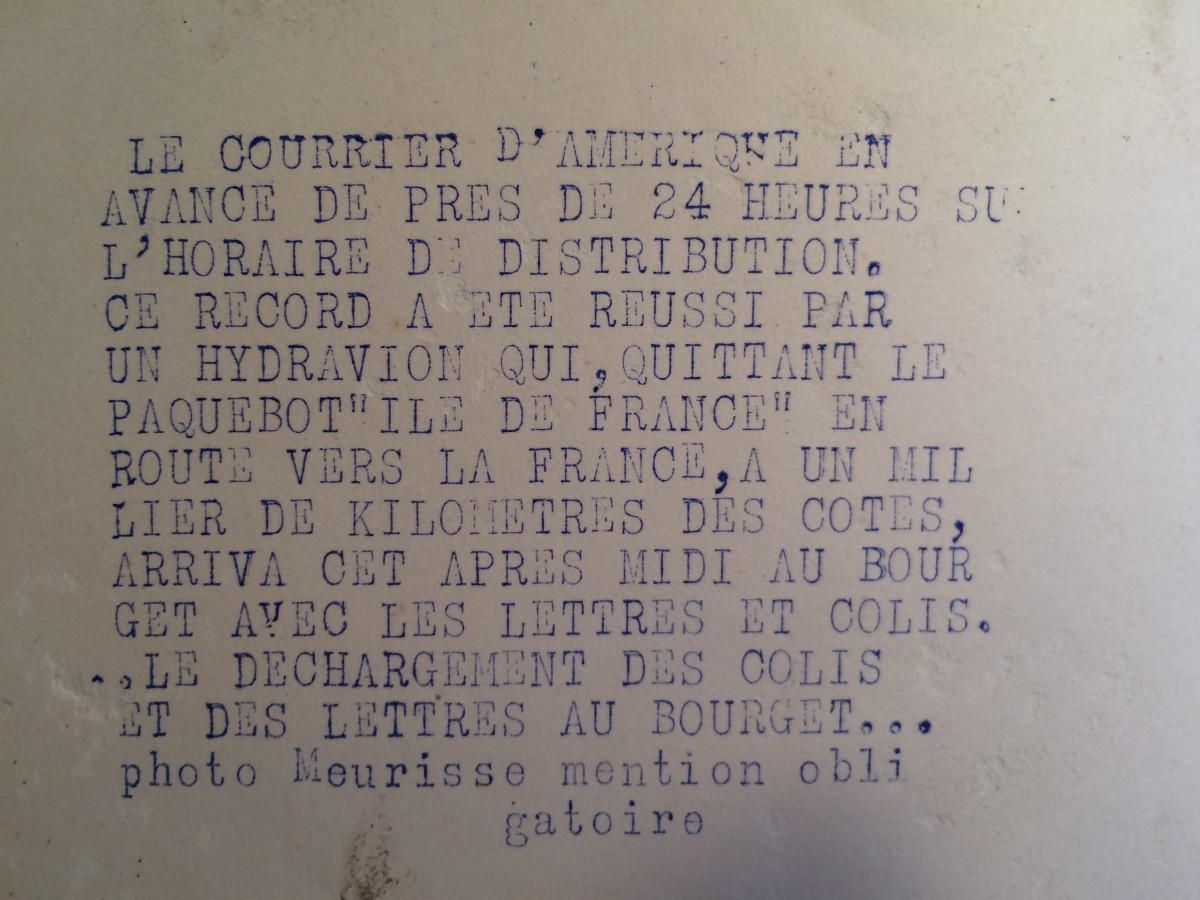 LE COURRIER D'AMERIQUE EN
AVANCE DE PRES DE 24 HEURES SU
L'HORAIRE DE DISTRIBUTION.
CE RECORD A ETE REUSSI PAR
UN HYDRAVION QUI,QUITTANT LE
PAQUEBOT"ILE DE FRANCE" EN
ROUTE VERS LA FRANCE,A UN MIL
LIER DE KILOMETRES DES COTES,
ARRIVA CET APRES MIDI AU BOUR
GET AVEC LES LETTRES ET COLIS.
..LE DECHARGEMENT DES COLIS
ET DES LETTRES AU BOURGET...
photo Meurisse mention obli
gatoire